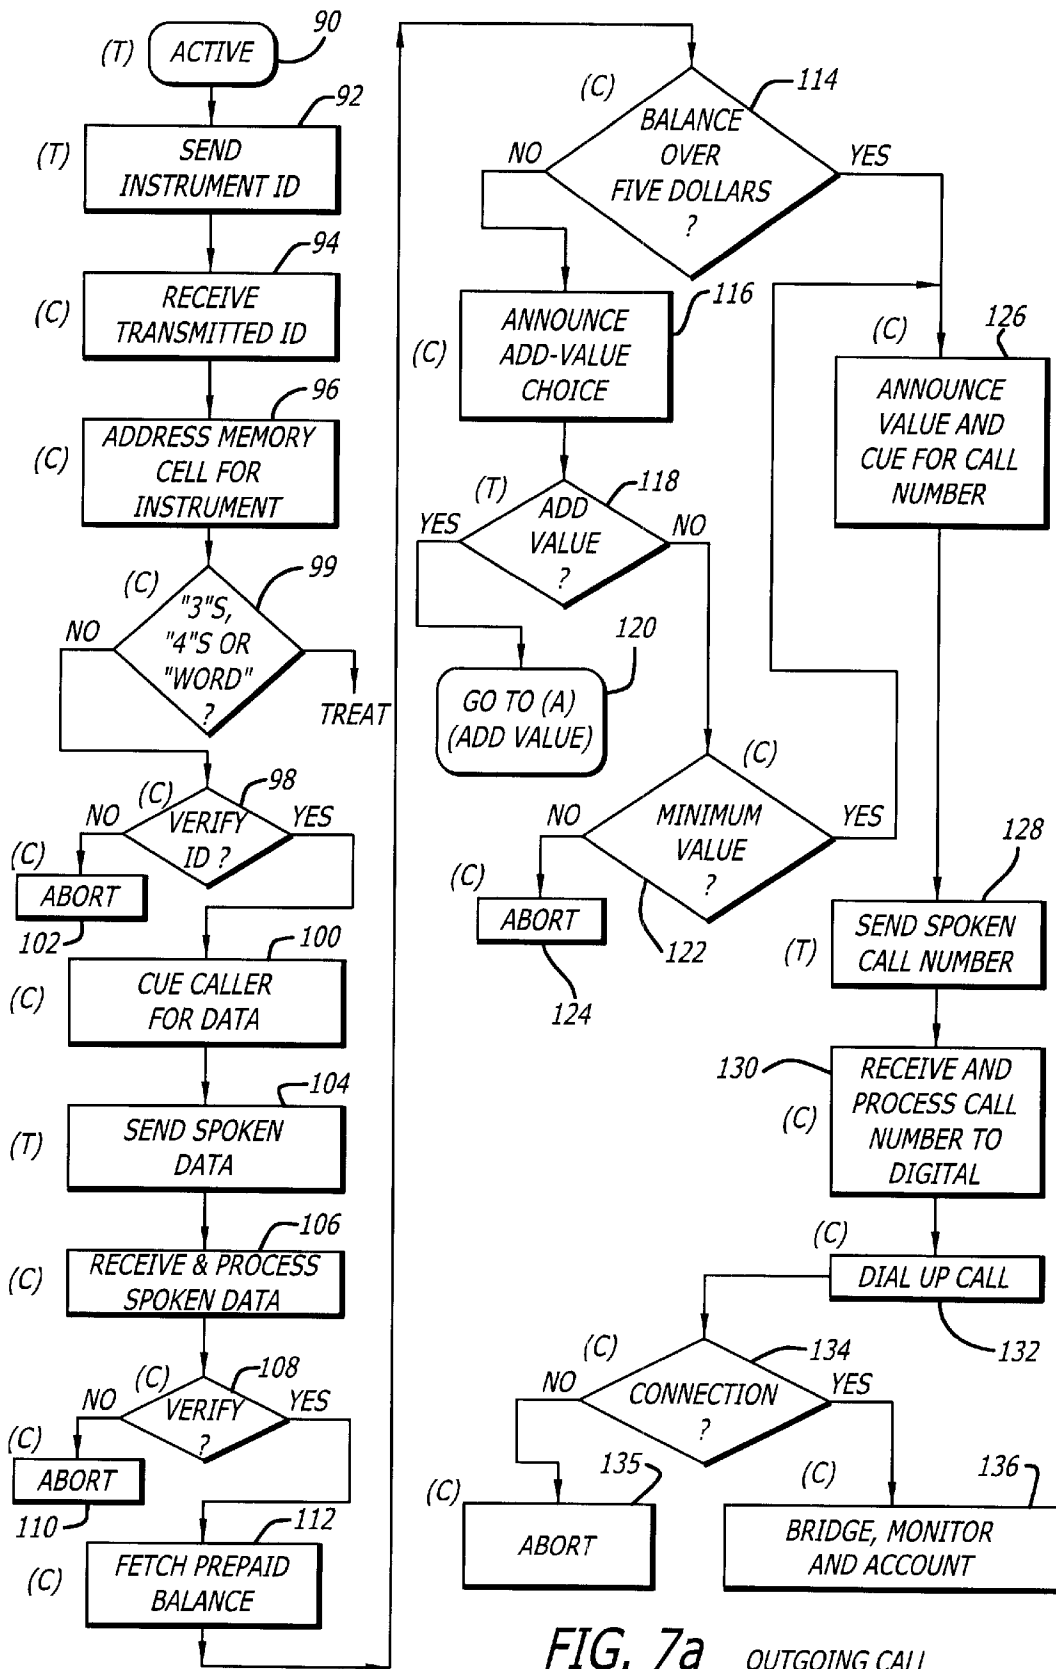 90
(T) ACTIVE
92
(T) SEND
INSTRUMENT ID
94
(C) RECEIVE
TRANSMITTED ID
96
(C) ADDRESS MEMORY
CELL FOR
INSTRUMENT
99
(C)
NO "3"S,
"4"S OR
"WORD"
?
TREAT
98
(C)
NO VERIFY YES
ID ?
(C)
ABORT
102
100
(C) CUE CALLER
FOR DATA
104
(T) SEND SPOKEN
DATA
106
(C) RECEIVE & PROCESS
SPOKEN DATA
108
(C)
NO VERIFY YES
?
(C)
ABORT
110
112
(C) FETCH PREPAID
BALANCE
114
(C)
BALANCE
NO OVER YES
FIVE DOLLARS
?
116
(C) ANNOUNCE
ADD-VALUE
CHOICE
118
(T)
YES ADD NO
VALUE
?
120
GO TO (A)
(ADD VALUE)
(C)
NO MINIMUM YES
VALUE
?
122
(C)
ABORT
124
126
(C)
ANNOUNCE
VALUE AND
CUE FOR CALL
NUMBER
128
(T) SEND SPOKEN
CALL NUMBER
130
(C) RECEIVE AND
PROCESS CALL
NUMBER TO
DIGITAL
(C)
DIAL UP CALL
132
134
(C)
NO CONNECTION YES
?
135
(C)
ABORT
136
(C)
BRIDGE, MONITOR
AND ACCOUNT
FIG. 7a OUTGOING CALL